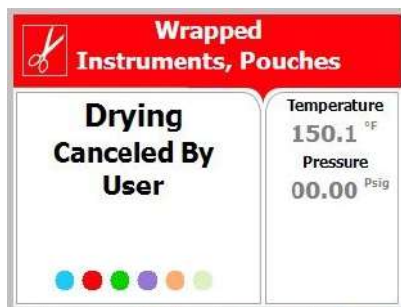 Wrapped
Instruments, Pouches
Drying
Canceled By
User
Temperature
150.1 °F
Pressure
00.00 Psig